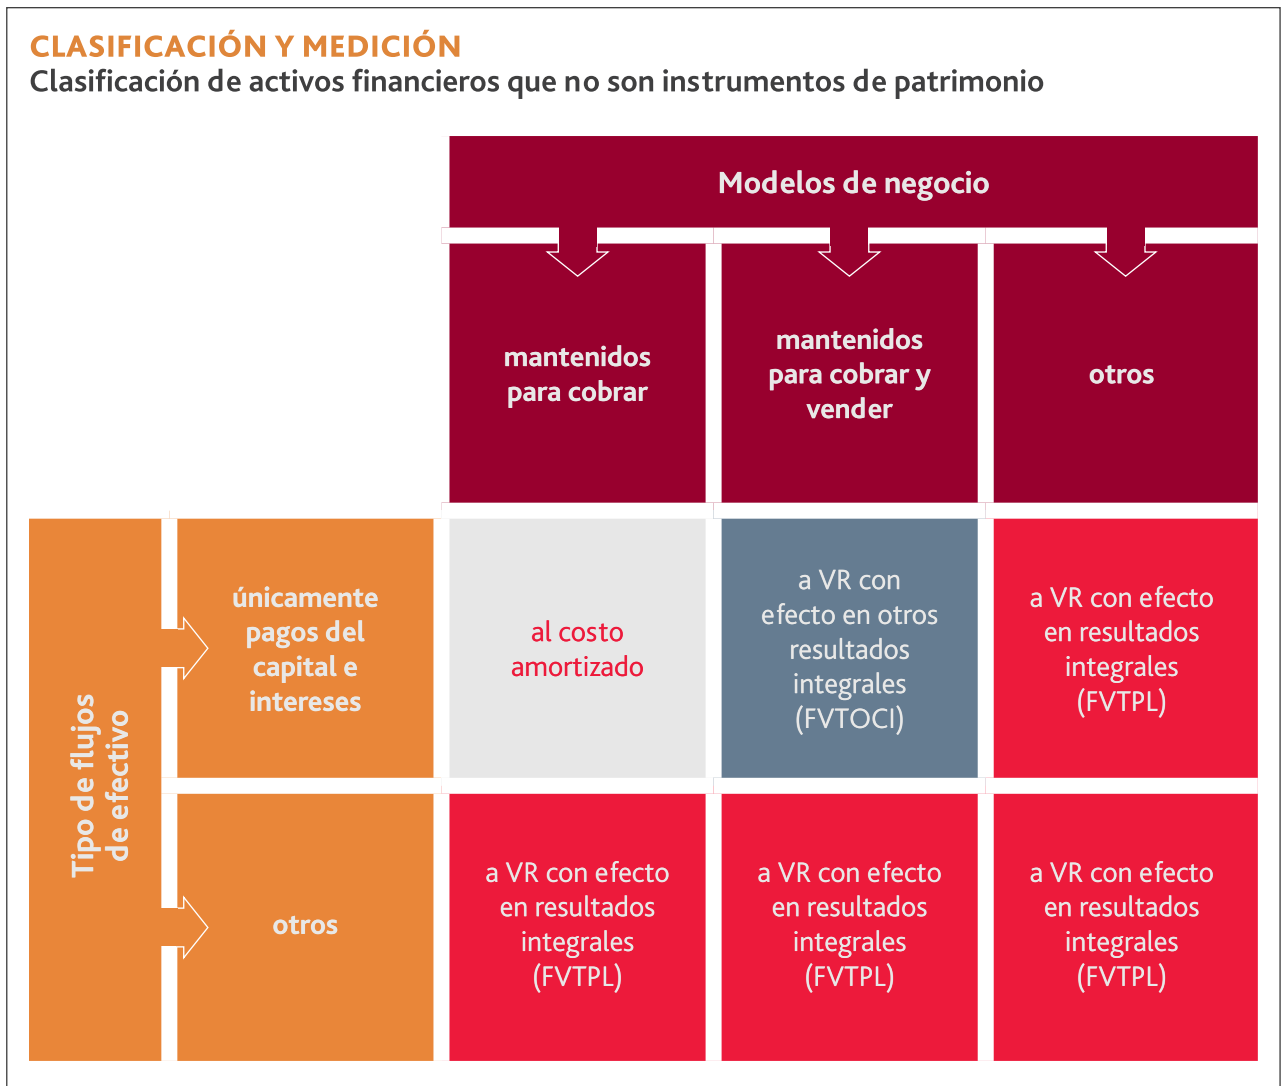 CLASIFICACIÓN Y MEDICIÓN
Clasificación de activos financieros que no son instrumentos de patrimonio
Modelos de negocio
mantenidos
para cobrar
mantenidos
para cobrar y
vender
otros
Tipo de flujos
de efectivo
únicamente
pagos del
capital e
intereses
al costo
amortizado
a VR con
efecto en otros
resultados
integrales
(FVTOCI)
a VR con efecto
en resultados
integrales
(FVTPL)
otros
a VR con efecto
en resultados
integrales
(FVTPL)
a VR con efecto
en resultados
integrales
(FVTPL)
a VR con efecto
en resultados
integrales
(FVTPL)